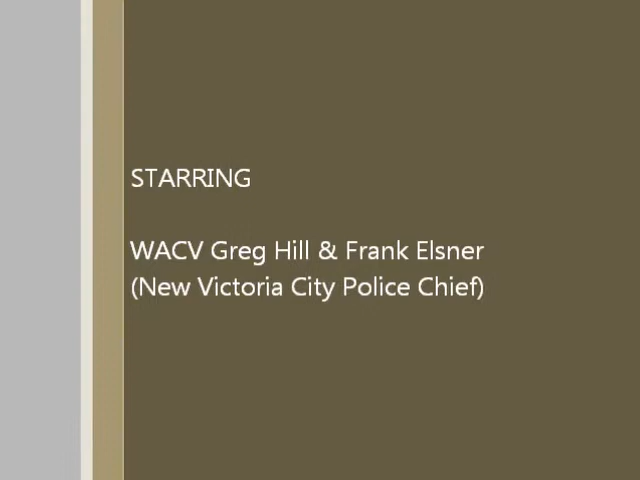 STARRING
WACV Greg Hill & Frank Elsner
(New Victoria City Police Chief)